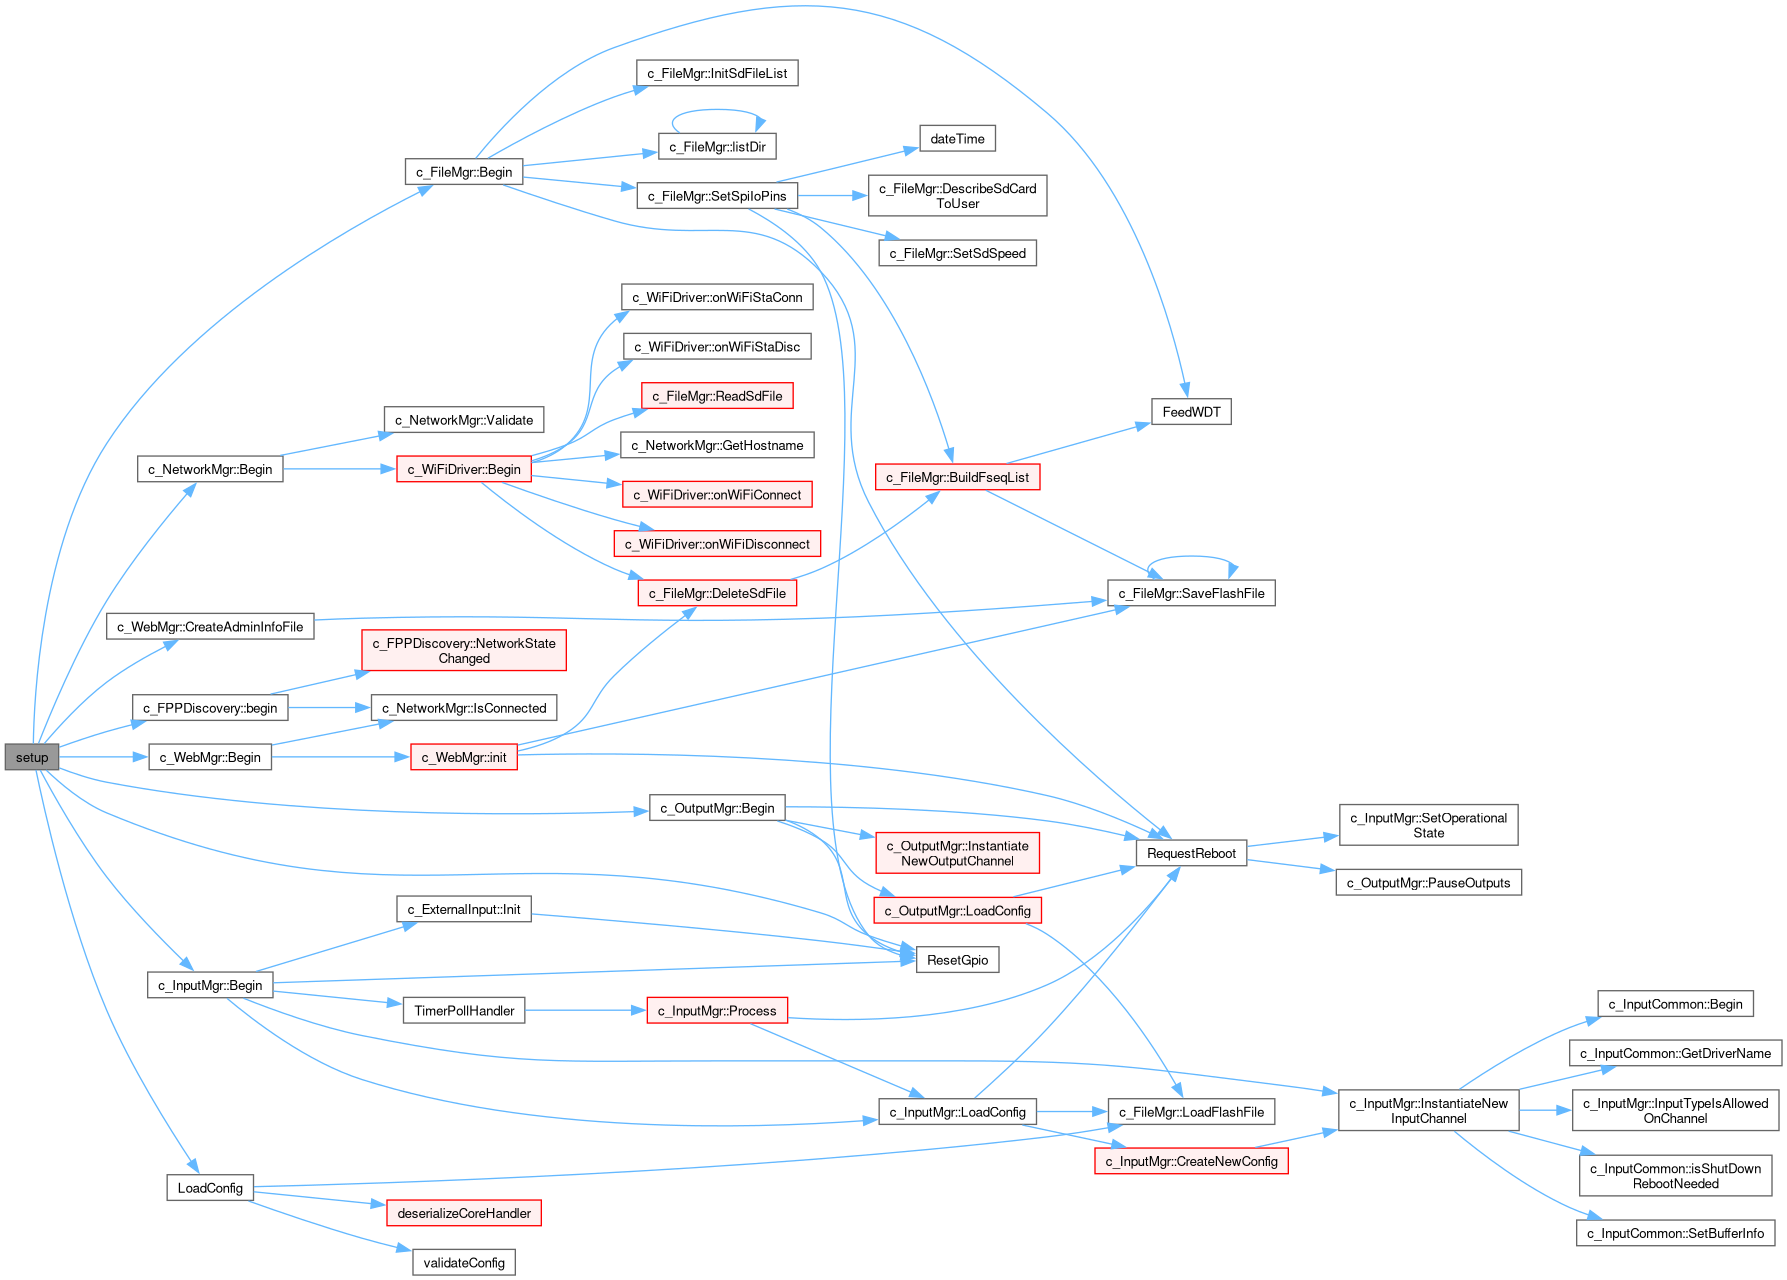 c_FileMgr::InitSdFileList
dateTime
c_FileMgr::listDir
c_FileMgr::Begin
c_FileMgr::SetSpiIoPins
c_FileMgr::DescribeSdCard
ToUser
c_FileMgr::SetSdSpeed
c_WiFiDriver::onWiFiStaConn
c_WiFiDriver::onWiFiStaDisc
c_FileMgr::ReadSdFile
FeedWDT
c_NetworkMgr::Validate
c_NetworkMgr::GetHostname
c_NetworkMgr::Begin
c_WiFiDriver::Begin
c_FileMgr::BuildFseqList
c_WiFiDriver::onWiFiConnect
c_WiFiDriver::onWiFiDisconnect
c_FileMgr::DeleteSdFile
c_FileMgr::SaveFlashFile
c_WebMgr::CreateAdminInfoFile
c_FPPDiscovery::NetworkState
Changed
c_FPPDiscovery::begin
c_NetworkMgr::IsConnected
setup
c_WebMgr::Begin
c_WebMgr::init
c_OutputMgr::Begin
c_InputMgr::SetOperational
State
c_OutputMgr::Instantiate
NewOutputChannel
RequestReboot
c_OutputMgr::PauseOutputs
c_ExternalInput::Init
c_OutputMgr::LoadConfig
ResetGpio
c_InputMgr::Begin
TimerPollHandler
c_InputMgr::Process
c_InputCommon::Begin
c_InputCommon::GetDriverName
c_InputMgr::LoadConfig
c_FileMgr::LoadFlashFile
c_InputMgr::InstantiateNew
InputChannel
c_InputMgr::InputTypeIsAllowed
OnChannel
c_InputMgr::CreateNewConfig
c_InputCommon::isShutDown
RebootNeeded
LoadConfig
deserializeCoreHandler
c_InputCommon::SetBufferInfo
validateConfig